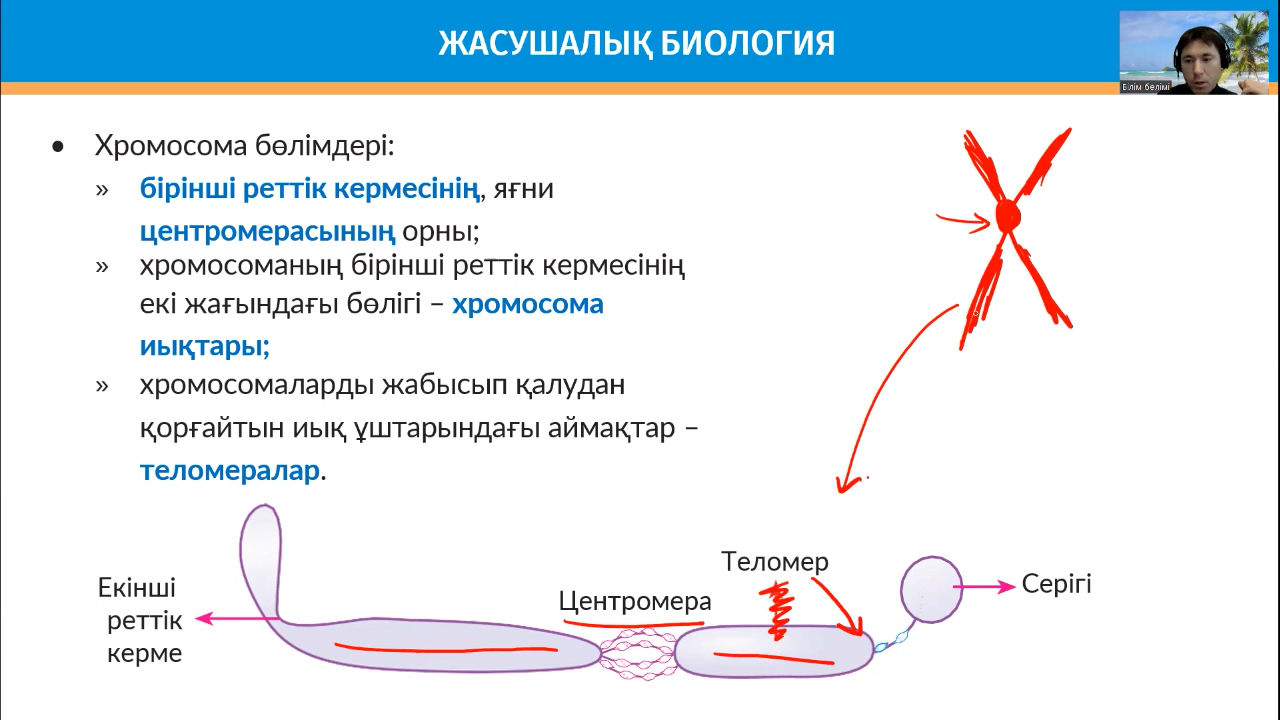 ЖАСУШАЛЫҚ БИОЛОГИЯ
Білім бөлімі
• Хромосома бөлімдері:
» бірінші реттік кермесінің, яғни
центромерасының орны;
» хромосоманың бірінші реттік кермесінің
екі жағындағы бөлігі – хромосома
иықтары;
» хромосомаларды жабысып қалудан
қорғайтын иық ұштарындағы аймақтар –
теломералар.
Екінші
реттік
керме
Центромера
Теломер
Серігі